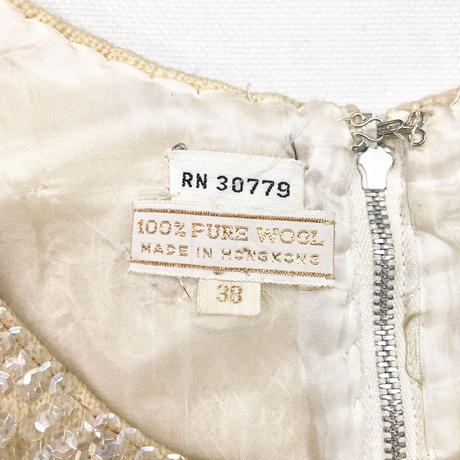 RN 30779
100% PURE WOOL
MADE IN HONGKONG
38